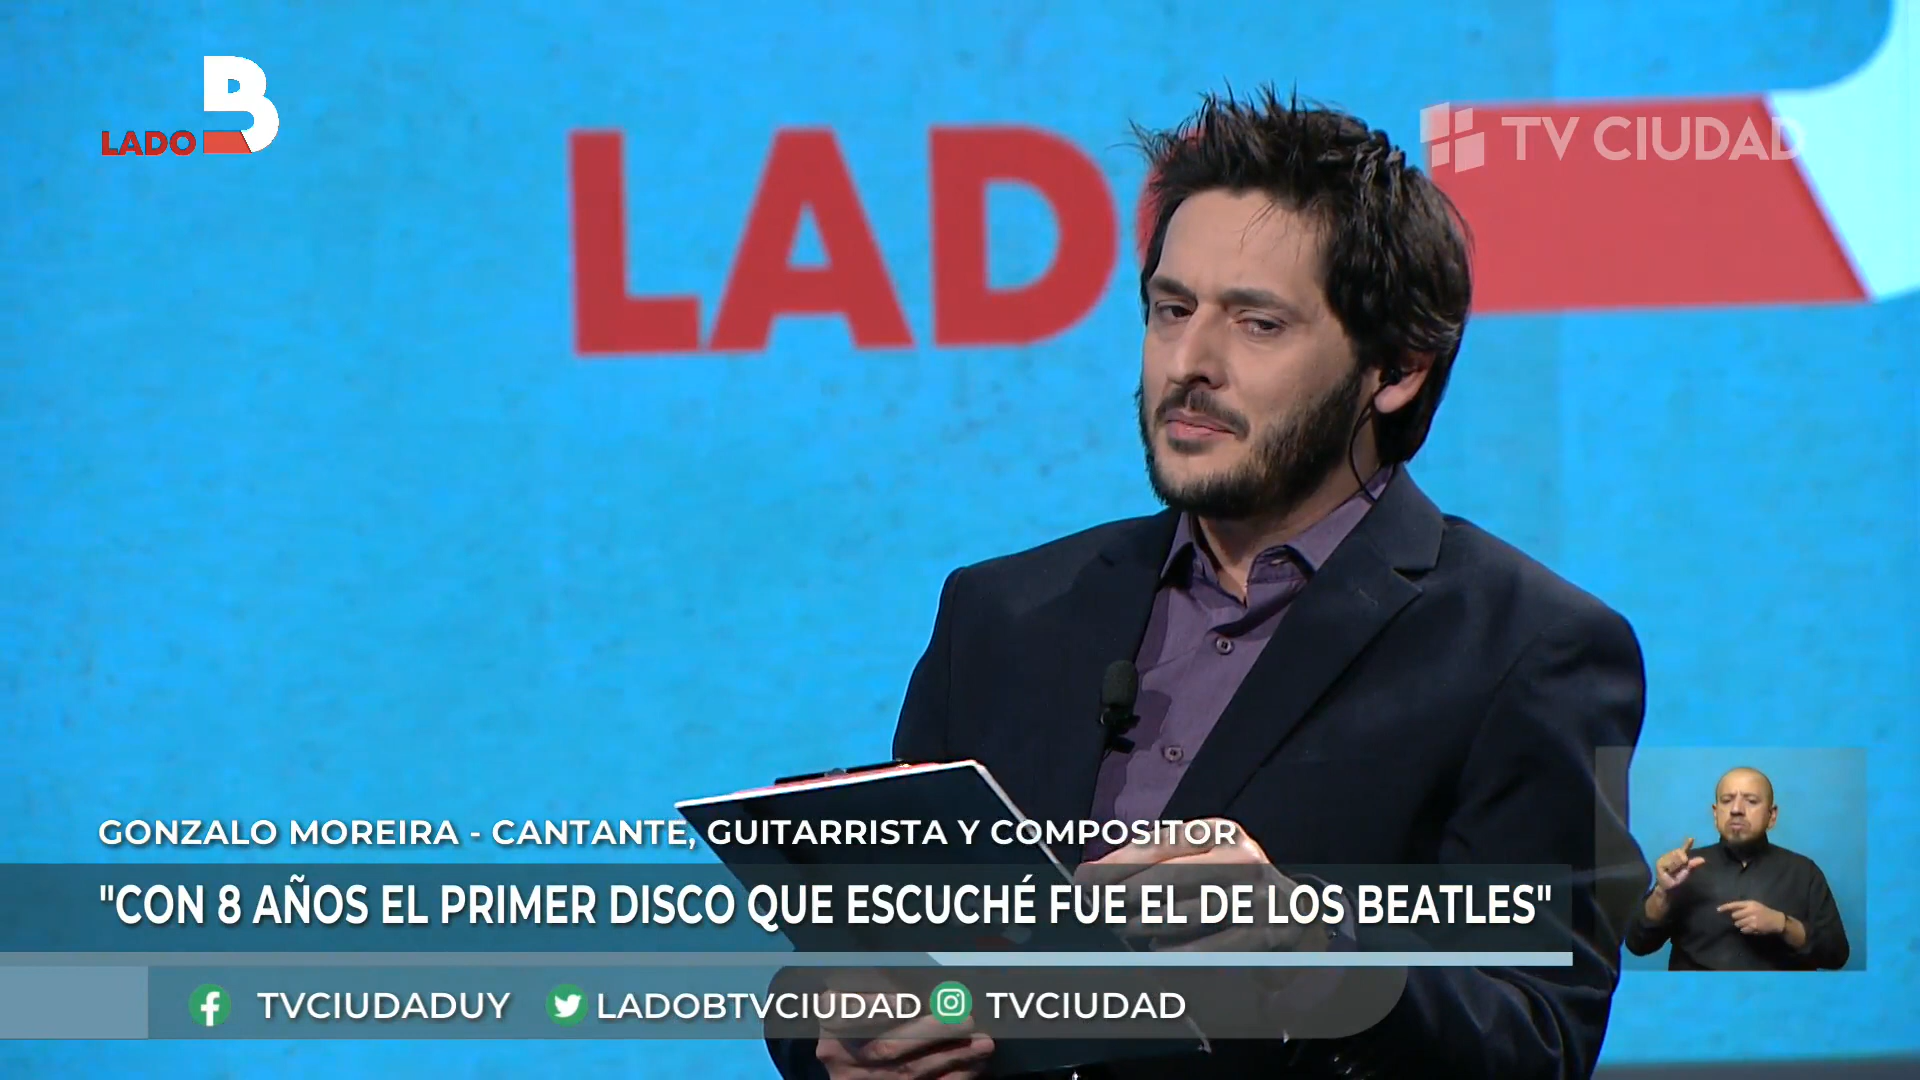 LADO B
TV CIUDAD
LAD
GONZALO MOREIRA - CANTANTE, GUITARRISTA Y COMPOSITOR
"CON 8 AÑOS EL PRIMER DISCO QUE ESCUCHÉ FUE EL DE LOS BEATLES"
TVCIUDADUY LADOBTVCIUDAD TVCIUDAD